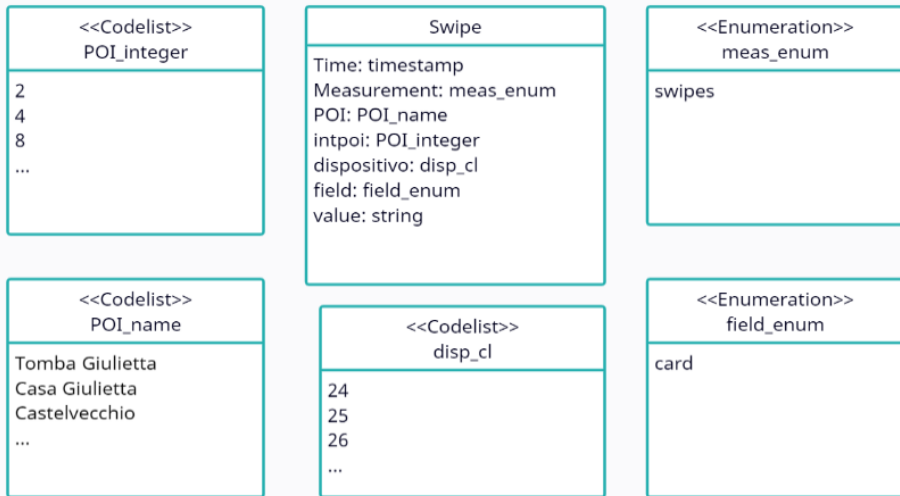 <<Codelist>>
POI_integer
2
4
8
...
Swipe
Time: timestamp
Measurement: meas_enum
POI: POI_name
intpoi: POI_integer
dispositivo: disp_cl
field: field_enum
value: string
<<Enumeration>>
meas_enum
swipes
<<Codelist>>
POI_name
Tomba Giulietta
Casa Giulietta
Castelvecchio
...
<<Codelist>>
disp_cl
24
25
26
...
<<Enumeration>>
field_enum
card